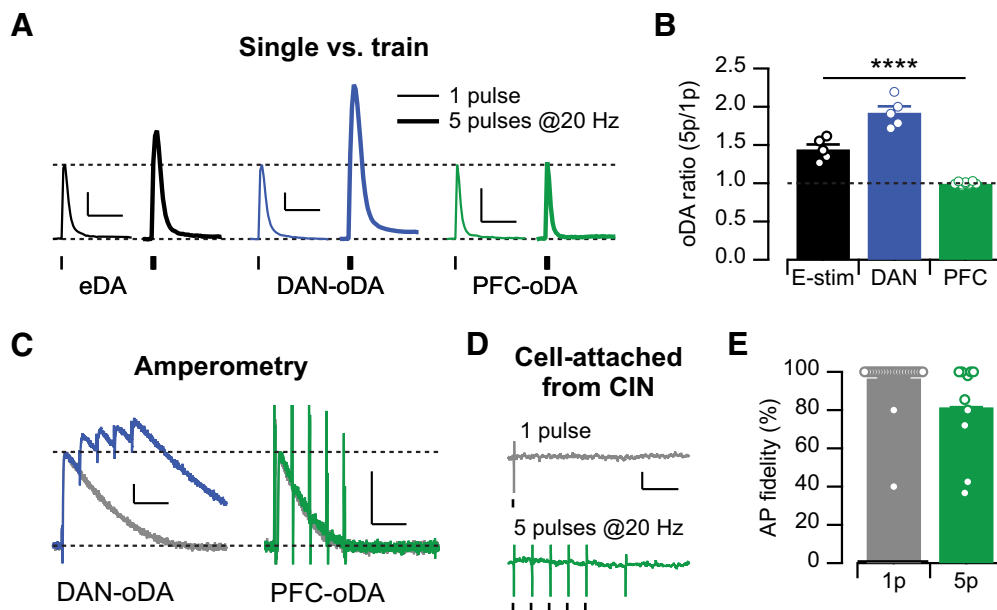 A
Single vs. train
1 pulse
5 pulses @20 Hz
eDA
DAN-oDA
PFC-oDA
B
****
oDA ratio (5p/1p)
2.5
2.0
1.5
1.0
0.5
0.0
E-stim
DAN
PFC
C
Amperometry
DAN-oDA
PFC-oDA
D
Cell-attached
from CIN
1 pulse
5 pulses @20 Hz
E
AP fidelity (%)
100
80
60
40
20
0
1p
5p